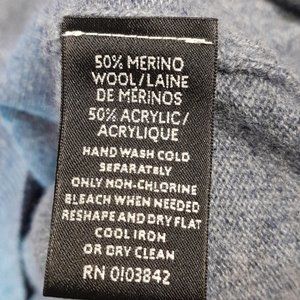 50% MERINO
WOOL/LAINE
DE MÉRINOS
50% ACRYLIC/
ACRYLIQUE
HAND WASH COLD
SEPARATELY
ONLY NON-CHLORINE
BLEACH WHEN NEEDED
RESHAPE AND DRY FLAT
COOL IRON
OR DRY CLEAN
RN 0103842